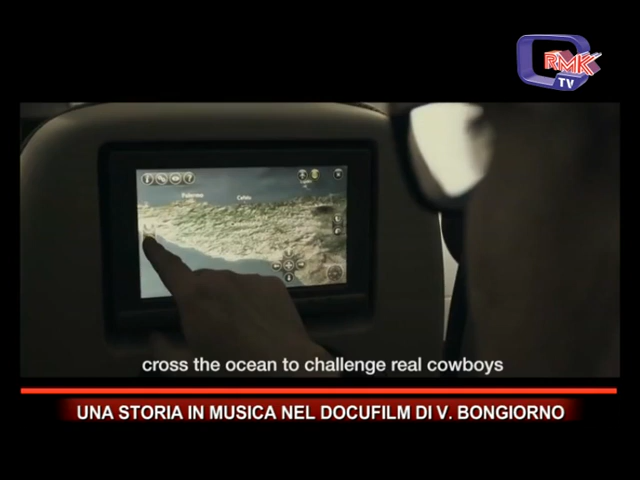 RMK
TV
Palermo
Cefalù
cross the ocean to challenge real cowboys
UNA STORIA IN MUSICA NEL DOCUFILM DI V. BONGIORNO